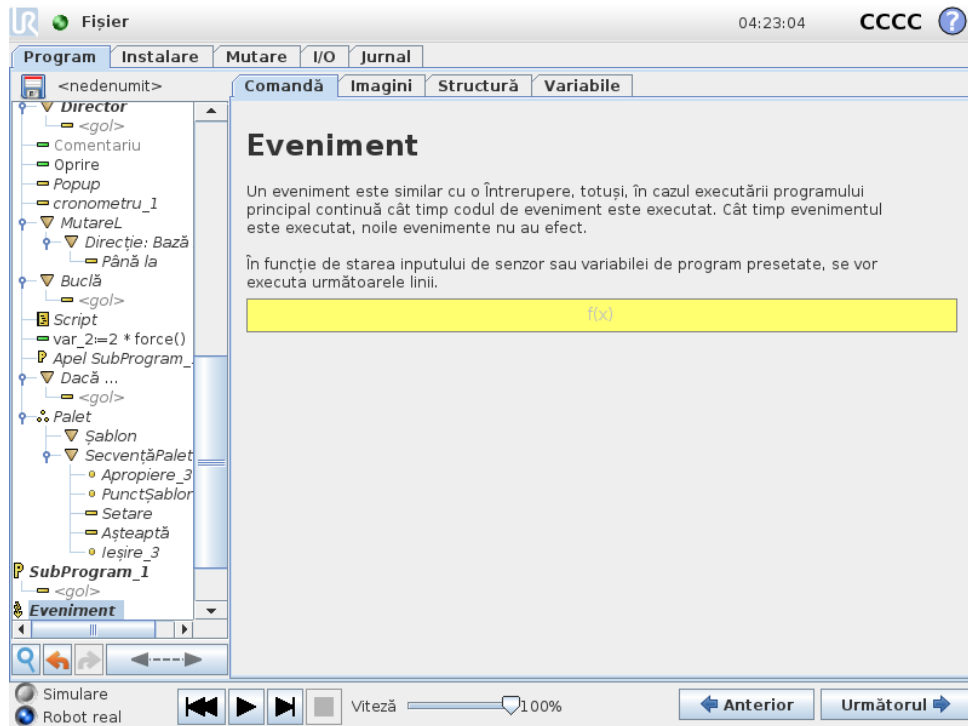 UR Fișier 04:23:04 CCCC ?
Program Instalare Mutare I/O Jurnal
<nedenumit>
Comandă Imagini Structură Variabile
Director
<gol>
Comentariu
Oprire
Popup
cronometru_1
MutareL
Direcție: Bază
Până la
Buclă
<gol>
Script
var_2≔2 * force()
Apel SubProgram_
Dacă ...
<gol>
Palet
Șablon
SecvențăPalet
Apropiere_3
PunctȘablon
Setare
Așteaptă
Ieșire_3
SubProgram_1
<gol>
Eveniment
Eveniment
Un eveniment este similar cu o Întrerupere, totuși, în cazul executării programului
principal continuă cât timp codul de eveniment este executat. Cât timp evenimentul
este executat, noile evenimente nu au efect.
În funcție de starea inputului de senzor sau variabilei de program presetate, se vor
executa următoarele linii.
f(x)
Simulare
Robot real
Viteză 100%
Anterior Următorul